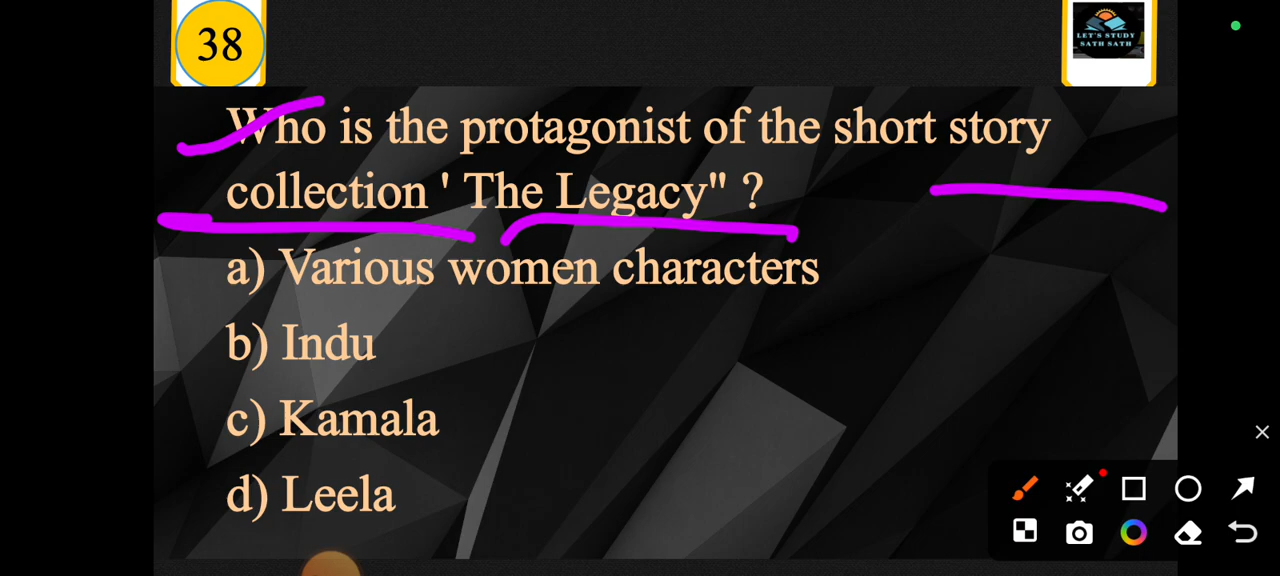 38
LET'S STUDY
SATH SATH
Who is the protagonist of the short story
collection ' The Legacy" ?
a) Various women characters
b) Indu
c) Kamala
d) Leela